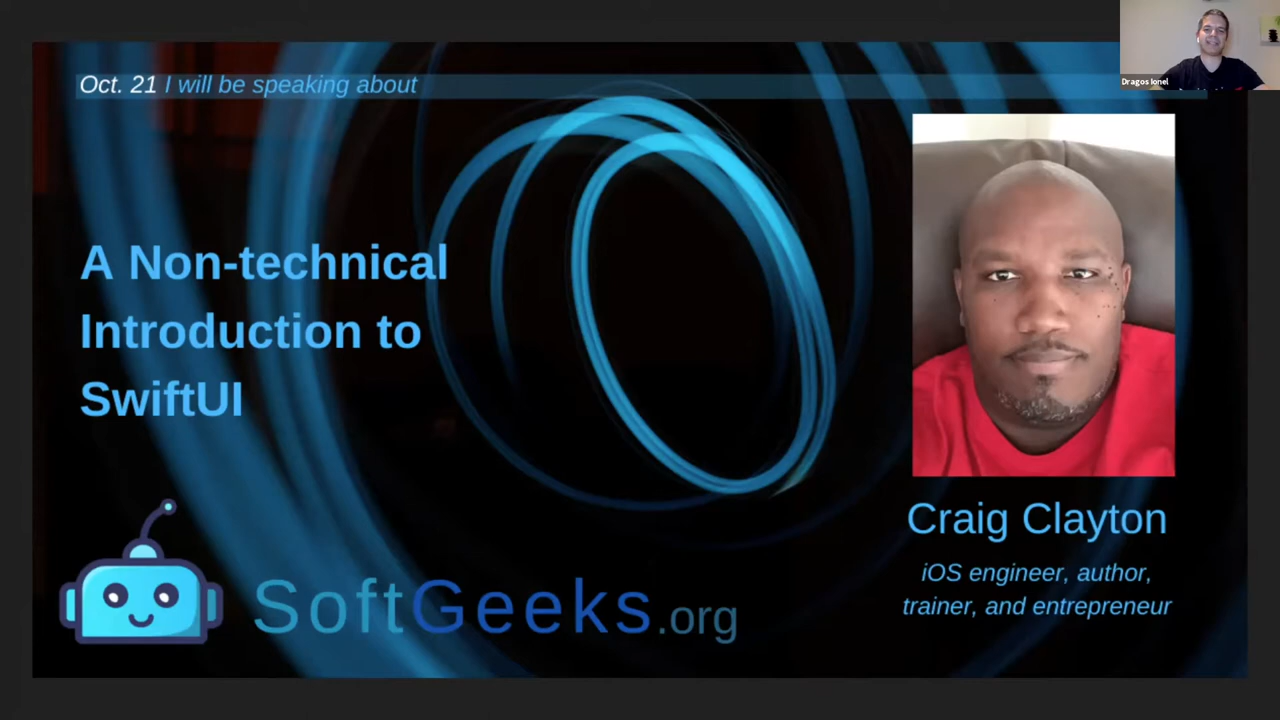 Oct. 21 I will be speaking about
Dragos Ionel
A Non-technical
Introduction to
SwiftUI
Craig Clayton
iOS engineer, author,
trainer, and entrepreneur
SoftGeeks.org